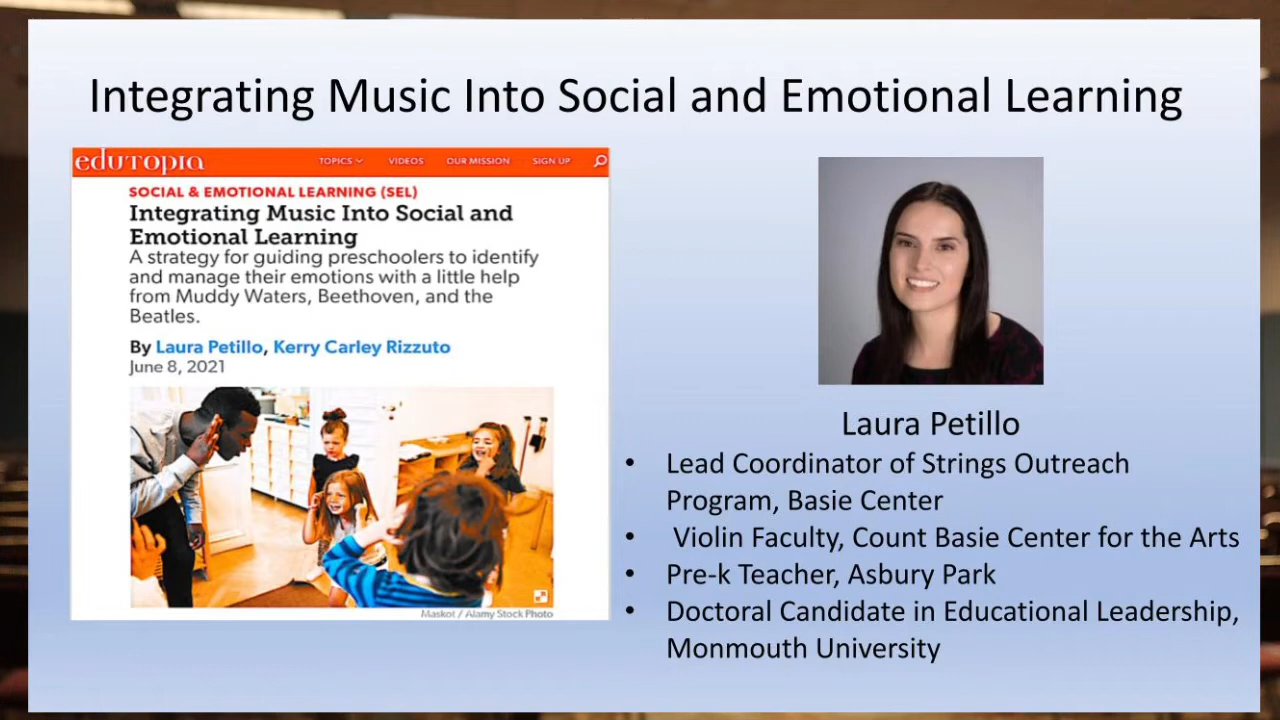 Integrating Music Into Social and Emotional Learning
edutopia
TOPICS VIDEOS OUR MISSION SIGN UP
SOCIAL & EMOTIONAL LEARNING (SEL)
Integrating Music Into Social and
Emotional Learning
A strategy for guiding preschoolers to identify
and manage their emotions with a little help
from Muddy Waters, Beethoven, and the
Beatles.
By Laura Petillo, Kerry Carley Rizzuto
June 8, 2021
Maskot / Alamy Stock Photo
Laura Petillo
• Lead Coordinator of Strings Outreach
Program, Basie Center
• Violin Faculty, Count Basie Center for the Arts
• Pre-k Teacher, Asbury Park
• Doctoral Candidate in Educational Leadership,
Monmouth University